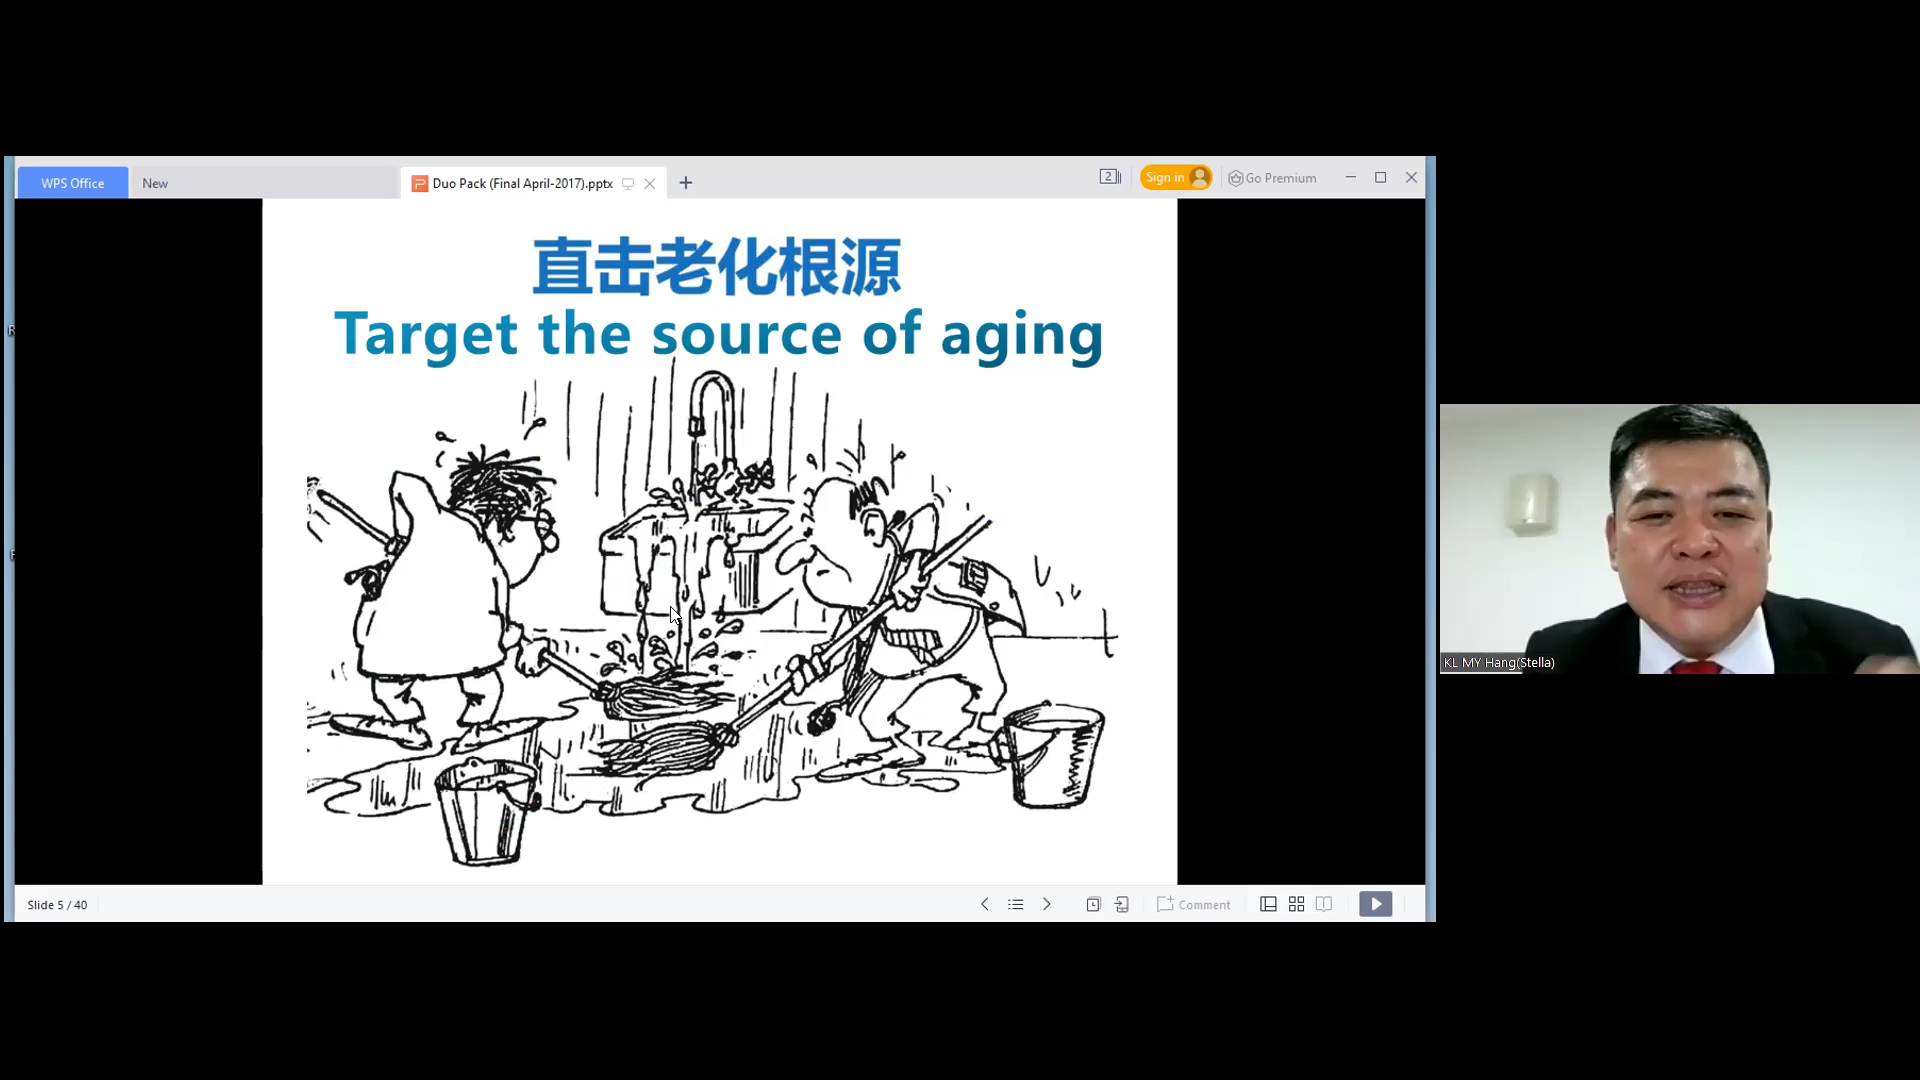 WPS Office
New
Duo Pack (Final April-2017).pptx
2
Sign in
Go Premium
直击老化根源
Target the source of aging
KL MY Hang(Stella)
Slide 5 / 40
Comment